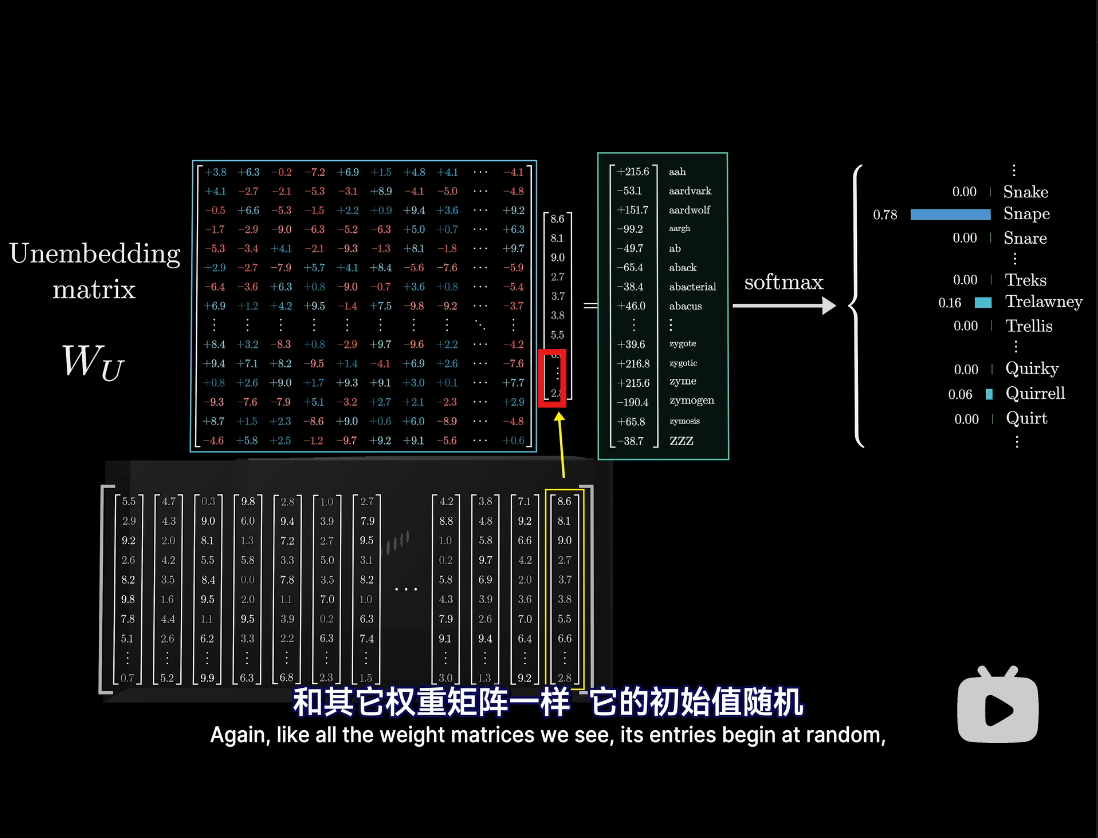 Unembedding
matrix
W_U
+3.8 +6.3 −0.2 −7.2 +6.9 +1.5 +4.8 +4.1 ⋯ −4.1
+4.1 −2.7 −2.1 −5.3 −3.1 +8.9 −4.1 −5.0 ⋯ −4.8
−0.5 +6.6 −5.3 −1.5 +2.2 +0.9 +9.4 +3.6 ⋯ +9.2
−1.7 −2.9 −9.0 −6.3 −5.2 −6.3 +5.0 +0.7 ⋯ +6.3
−5.3 −3.4 +4.1 −2.1 −9.3 −1.3 +8.1 −1.8 ⋯ +9.7
+2.9 −2.7 −7.9 +5.7 +4.1 +8.4 −5.6 −7.6 ⋯ −5.9
−6.4 −3.6 +6.3 +0.8 −9.0 −0.7 +3.6 +0.8 ⋯ −5.4
+6.9 +1.2 +4.2 +9.5 −1.4 +7.5 −9.8 −9.2 ⋯ −3.7
⋮ ⋮ ⋮ ⋮ ⋮ ⋮ ⋮ ⋮ ⋱ ⋮
+8.4 +3.2 −8.3 +0.8 −2.9 +9.7 −9.6 +2.2 ⋯ −4.2
+9.4 +7.1 +8.2 −9.5 +1.4 −4.1 +6.9 +2.6 ⋯ −7.6
+0.8 +2.6 +9.0 +1.7 +9.3 +9.1 +3.0 +0.1 ⋯ +7.7
−9.3 −7.6 −7.9 +5.1 −3.2 +2.7 +2.1 −2.3 ⋯ +2.9
+8.7 +1.5 +2.3 −8.6 +9.0 +0.6 +6.0 −8.9 ⋯ −4.8
−4.6 +5.8 +2.5 −1.2 −9.7 +9.2 +9.1 −5.6 ⋯ +0.6
8.6
8.1
9.0
2.7
3.7
3.8
5.5
⋮
=
+215.6 aah
−53.1 aardvark
+151.7 aardwolf
−99.2 aargh
−49.7 ab
−65.4 aback
−38.4 abacterial
+46.0 abacus
⋮ ⋮
+39.6 zygote
+216.8 zygotic
+215.6 zyme
−190.4 zymogen
+65.8 zymosis
−38.7 ZZZ
softmax
⋮
0.00 Snake
0.78 Snape
0.00 Snare
⋮
0.00 Treks
0.16 Trelawney
0.00 Trellis
⋮
0.00 Quirky
0.06 Quirrell
0.00 Quirt
⋮
5.5 4.7 0.3 9.8 2.8 1.0 2.7 4.2 3.8 7.1 8.6
2.9 4.3 9.0 6.0 9.4 3.9 7.9 8.8 4.8 9.2 8.1
9.2 2.0 8.1 1.3 7.2 2.7 9.5 1.0 5.8 6.6 9.0
2.6 4.2 5.5 5.8 3.3 5.0 3.1 0.2 9.7 4.2 2.7
8.2 3.5 8.4 0.0 7.8 3.5 8.2 ⋯ 5.8 6.9 2.0 3.7
9.8 1.6 9.5 2.0 1.1 7.0 1.0 4.3 3.9 3.6 3.8
7.8 4.4 1.1 9.5 3.9 0.2 6.3 7.9 2.6 7.0 5.5
5.1 2.6 6.2 3.3 2.2 6.3 7.4 9.1 9.4 6.4 6.6
⋮ ⋮ ⋮ ⋮ ⋮ ⋮ ⋮ ⋮ ⋮ ⋮ ⋮
0.7 5.2 9.9 6.3 6.8 2.3 1.5 3.0 1.3 9.2 2.8
和其它权重矩阵一样 它的初始值随机
Again, like all the weight matrices we see, its entries begin at random,